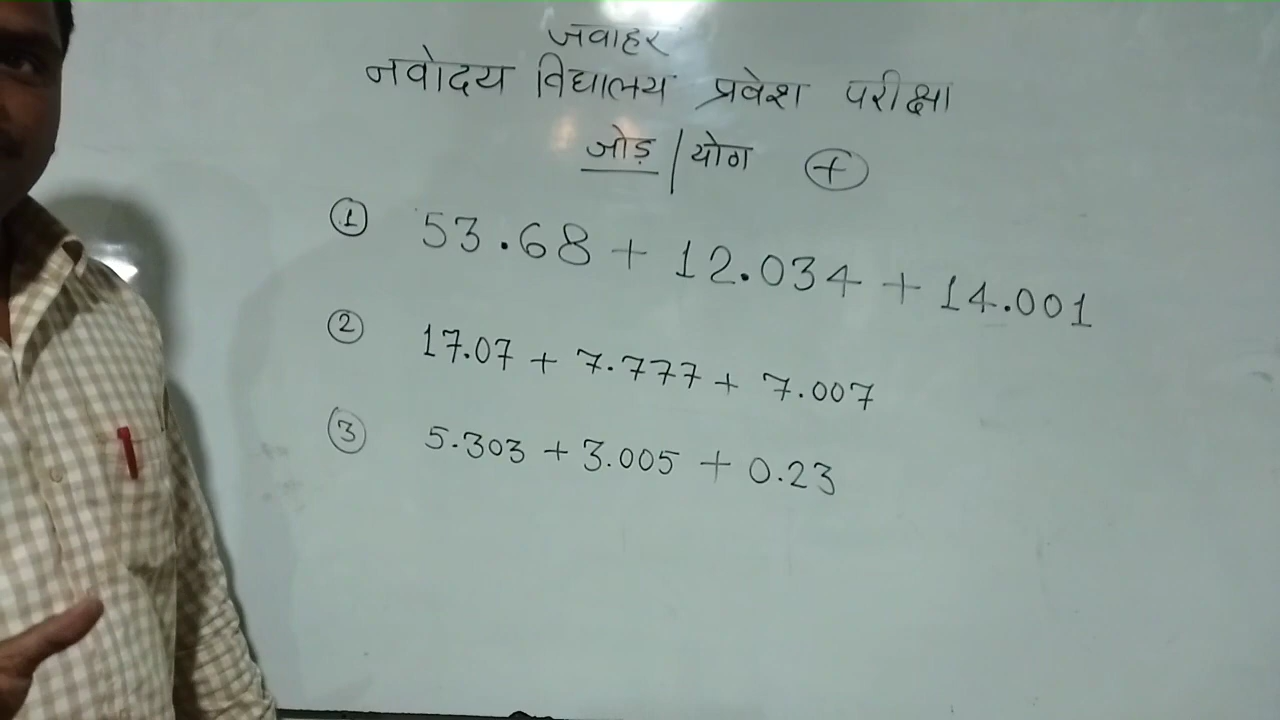 जवाहर
नवोदय विद्यालय प्रवेश परीक्षा
जोड़ | योग +
1 53.68 + 12.034 + 14.001
2 17.07 + 7.777 + 7.007
3 5.303 + 3.005 + 0.23